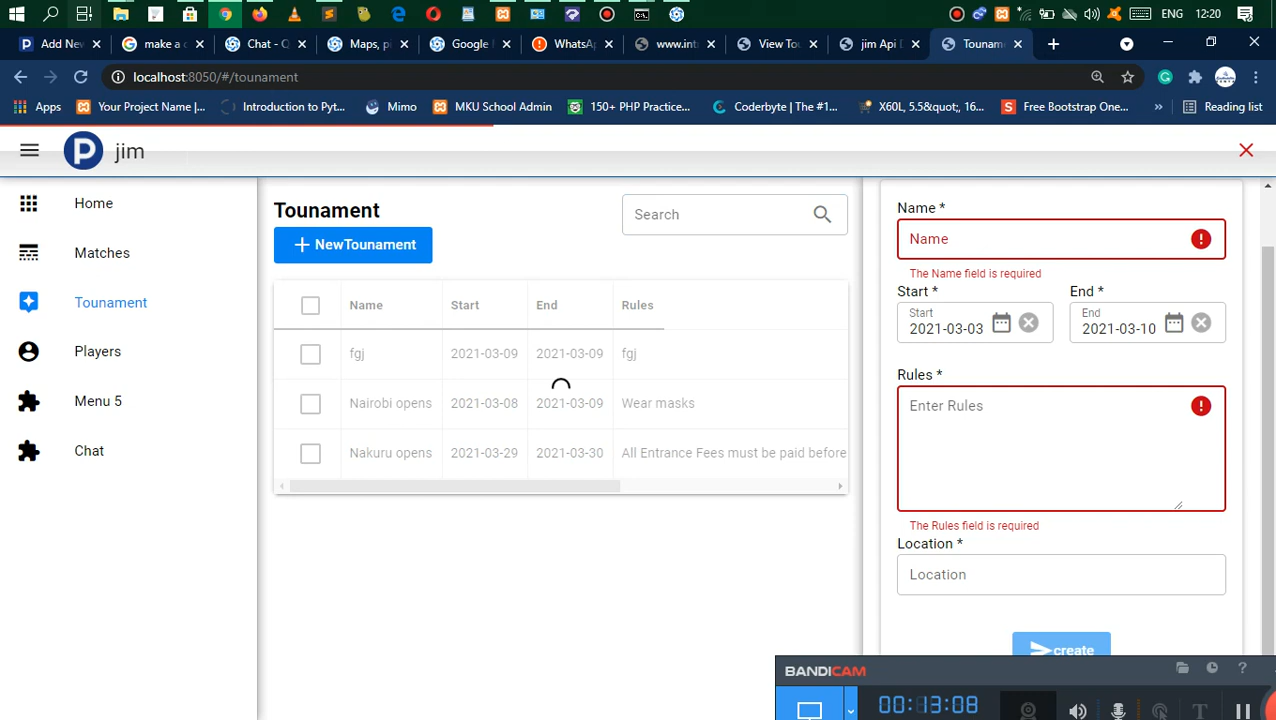 ENG 12:20
Add New
make a c
Chat - Q
Maps, pl
Google M
WhatsA
www.int
View Tou
jim Api D
Tounam
localhost:8050/#/tounament
Apps Your Project Name |... Introduction to Pyt... Mimo MKU School Admin 150+ PHP Practice... Coderbyte | The #1... X60L, 5.5&quot;, 16... Free Bootstrap One... » Reading list
P jim
Home
Matches
Tounament
Players
Menu 5
Chat
Tounament
Search
NewTounament
Name Start End Rules
fgj 2021-03-09 2021-03-09 fgj
Nairobi opens 2021-03-08 2021-03-09 Wear masks
Nakuru opens 2021-03-29 2021-03-30 All Entrance Fees must be paid before
Name *
Name
The Name field is required
Start * End *
Start End
2021-03-03 2021-03-10
Rules *
Enter Rules
The Rules field is required
Location *
Location
create
BANDICAM
00:13:08